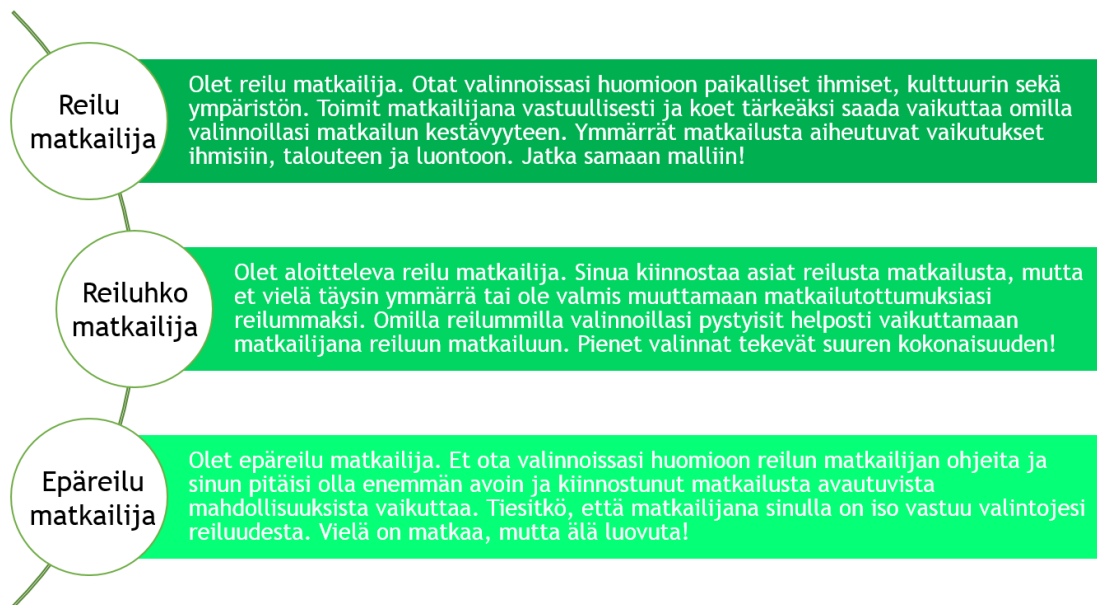 Reilu
matkailija
Olet reilu matkailija. Otat valinnoissasi huomioon paikalliset ihmiset, kulttuurin sekä
ympäristön. Toimit matkailijana vastuullisesti ja koet tärkeäksi saada vaikuttaa omilla
valinnoillasi matkailun kestävyyteen. Ymmärrät matkailusta aiheutuvat vaikutukset
ihmisiin, talouteen ja luontoon. Jatka samaan malliin!
Reiluhko
matkailija
Olet aloitteleva reilu matkailija. Sinua kiinnostaa asiat reilusta matkailusta, mutta
et vielä täysin ymmärrä tai ole valmis muuttamaan matkailutottumuksiasi
reilummaksi. Omilla reilummilla valinnoillasi pystyisit helposti vaikuttamaan
matkailijana reiluun matkailuun. Pienet valinnat tekevät suuren kokonaisuuden!
Epäreilu
matkailija
Olet epäreilu matkailija. Et ota valinnoissasi huomioon reilun matkailijan ohjeita ja
sinun pitäisi olla enemmän avoin ja kiinnostunut matkailusta avautuvista
mahdollisuuksista vaikuttaa. Tiesitkö, että matkailijana sinulla on iso vastuu valintojesi
reiluudesta. Vielä on matkaa, mutta älä luovuta!